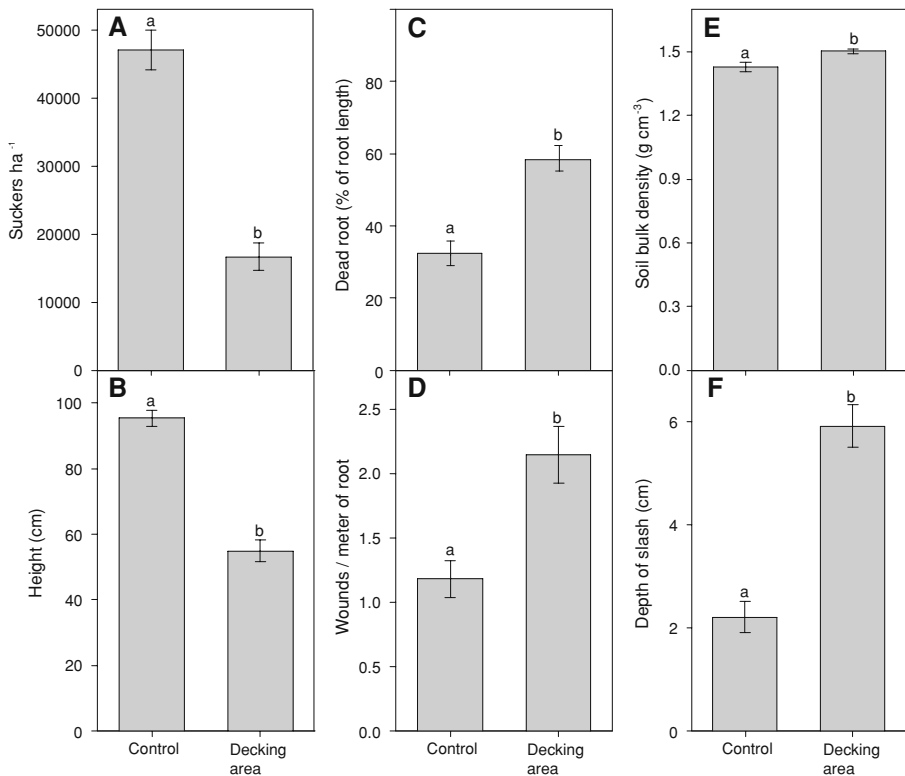 A
Suckers ha⁻¹
50000
40000
30000
20000
10000
0
a
b
B
Height (cm)
100
80
60
40
20
0
a
b
Control
Decking
area
C
Dead root (% of root length)
80
60
40
20
0
a
b
D
Wounds / meter of root
2.5
2.0
1.5
1.0
0.5
0.0
a
b
Control
Decking
area
E
Soil bulk density (g cm⁻³)
1.5
1.2
0.9
0.6
0.3
0.0
a
b
F
Depth of slash (cm)
6
4
2
0
a
b
Control
Decking
area